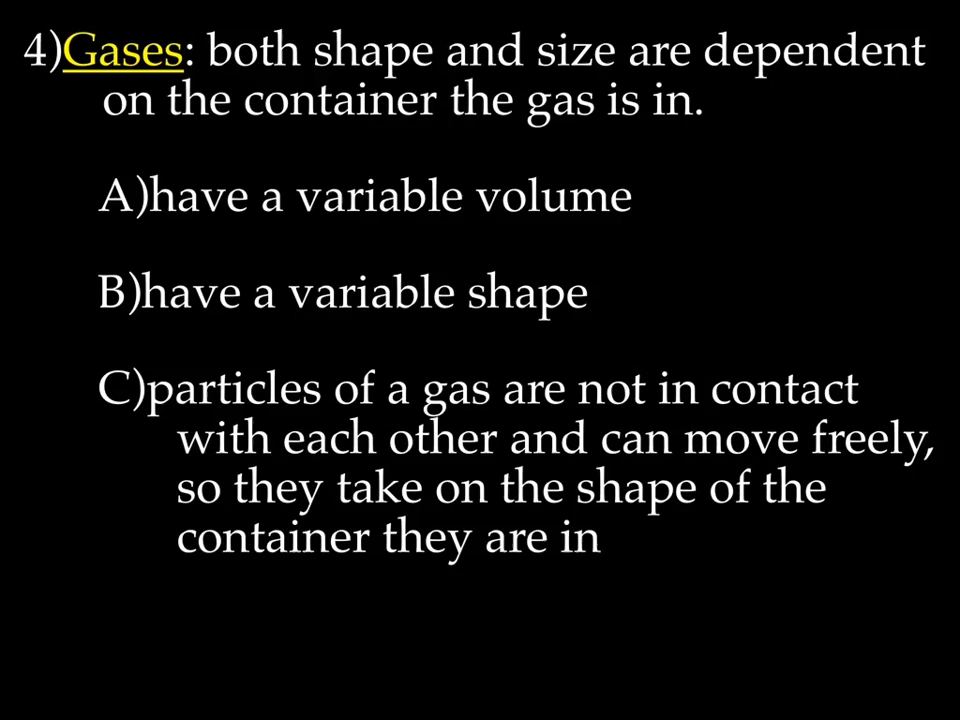 4)Gases: both shape and size are dependent
on the container the gas is in.
A)have a variable volume
B)have a variable shape
C)particles of a gas are not in contact
with each other and can move freely,
so they take on the shape of the
container they are in